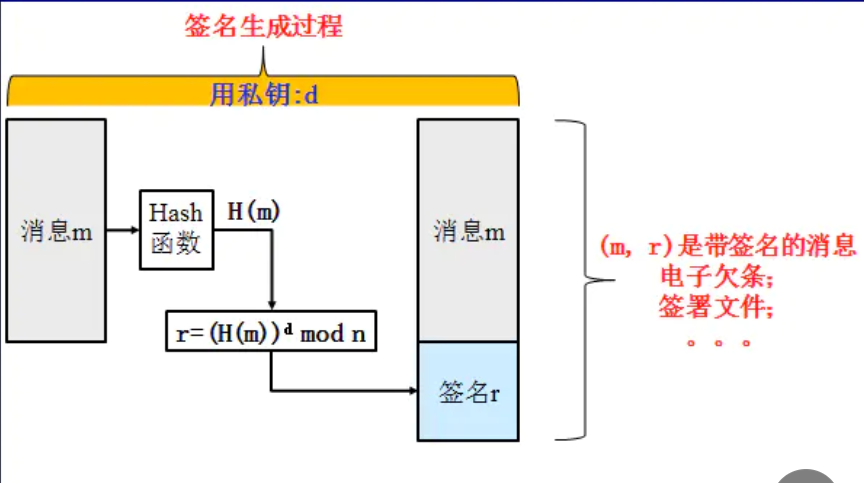 签名生成过程
用私钥:d
消息m
Hash
函数
H(m)
r=(H(m))ᵈ mod n
消息m
签名r
(m, r)是带签名的消息
电子欠条;
签署文件;
。。。